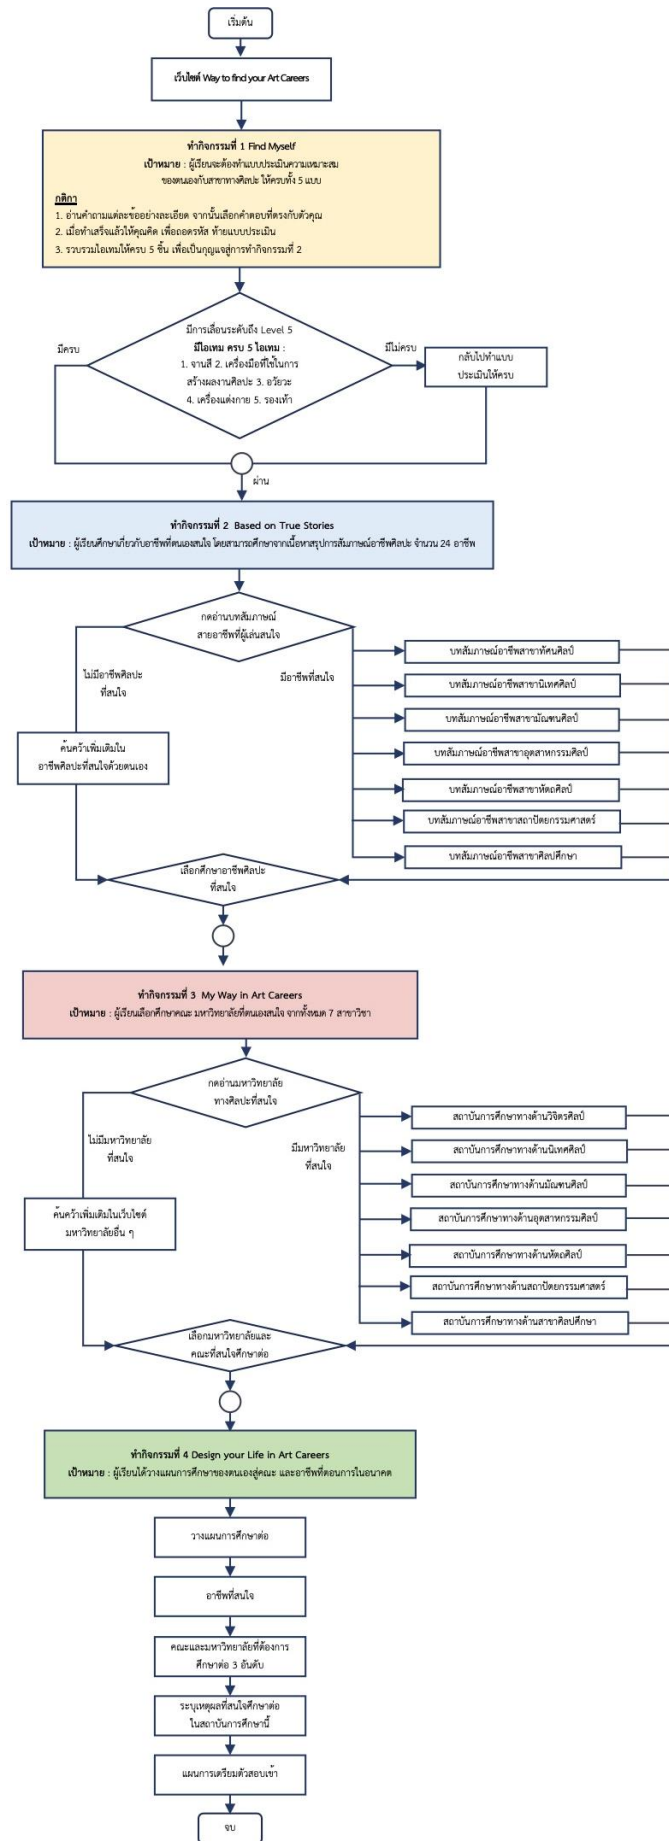 เริ่มต้น
เว็บไซต์ Way to find your Art Careers
ทำกิจกรรมที่ 1 Find Myself
เป้าหมาย : ผู้เรียนจะต้องทำแบบประเมินความเหมาะสม
ของตนเองกับสาขาทางศิลปะ ให้ครบทั้ง 5 แบบ
กติกา
1. อ่านคำถามแต่ละข้ออย่างละเอียด จากนั้นเลือกคำตอบที่ตรงกับตัวคุณ
2. เมื่อทำเสร็จแล้วให้คุณคิด เพื่อถอดรหัส ท้ายแบบประเมิน
3. รวบรวมไอเทมให้ครบ 5 ชิ้น เพื่อเป็นกุญแจสู่การทำกิจกรรมที่ 2
มีการเลื่อนระดับถึง Level 5
มีไอเทม ครบ 5 ไอเทม :
1. จานสี 2. เครื่องมือที่ใช้ในการ
สร้างผลงานศิลปะ 3. อวัยวะ
4. เครื่องแต่งกาย 5. รองเท้า
มีครบ
มีไม่ครบ
กลับไปทำแบบ
ประเมินให้ครบ
ผ่าน
ทำกิจกรรมที่ 2 Based on True Stories
เป้าหมาย : ผู้เรียนศึกษาเกี่ยวกับอาชีพที่ตนเองสนใจ โดยสามารถศึกษาจากเนื้อหาสรุปการสัมภาษณ์อาชีพศิลปะ จำนวน 24 อาชีพ
กดอ่านบทสัมภาษณ์
สายอาชีพที่ผู้เล่นสนใจ
ไม่มีอาชีพศิลปะ
ที่สนใจ
มีอาชีพที่สนใจ
ค้นคว้าเพิ่มเติมใน
อาชีพศิลปะที่สนใจด้วยตนเอง
บทสัมภาษณ์อาชีพสาขาทัศนศิลป์
บทสัมภาษณ์อาชีพสาขานิเทศศิลป์
บทสัมภาษณ์อาชีพสาขามัณฑนศิลป์
บทสัมภาษณ์อาชีพสาขาอุตสาหกรรมศิลป์
บทสัมภาษณ์อาชีพสาขาหัตถศิลป์
บทสัมภาษณ์อาชีพสาขาสถาปัตยกรรมศาสตร์
บทสัมภาษณ์อาชีพสาขาศิลปศึกษา
เลือกศึกษาอาชีพศิลปะ
ที่สนใจ
ทำกิจกรรมที่ 3 My Way in Art Careers
เป้าหมาย : ผู้เรียนเลือกศึกษาคณะ มหาวิทยาลัยที่ตนเองสนใจ จากทั้งหมด 7 สาขาวิชา
กดอ่านมหาวิทยาลัย
ทางศิลปะที่สนใจ
ไม่มีมหาวิทยาลัย
ที่สนใจ
มีมหาวิทยาลัย
ที่สนใจ
ค้นคว้าเพิ่มเติมในเว็บไซต์
มหาวิทยาลัยอื่น ๆ
สถาบันการศึกษาทางด้านวิจิตรศิลป์
สถาบันการศึกษาทางด้านนิเทศศิลป์
สถาบันการศึกษาทางด้านมัณฑนศิลป์
สถาบันการศึกษาทางด้านอุตสาหกรรมศิลป์
สถาบันการศึกษาทางด้านหัตถศิลป์
สถาบันการศึกษาทางด้านสถาปัตยกรรมศาสตร์
สถาบันการศึกษาทางด้านสาขาศิลปศึกษา
เลือกมหาวิทยาลัยและ
คณะที่สนใจศึกษาต่อ
ทำกิจกรรมที่ 4 Design your Life in Art Careers
เป้าหมาย : ผู้เรียนได้วางแผนการศึกษาของตนเองสู่คณะ และอาชีพที่ตอนการในอนาคต
วางแผนการศึกษาต่อ
อาชีพที่สนใจ
คณะและมหาวิทยาลัยที่ต้องการ
ศึกษาต่อ 3 อันดับ
ระบุเหตุผลที่สนใจศึกษาต่อ
ในสถาบันการศึกษานี้
แผนการเตรียมตัวสอบเข้า
จบ